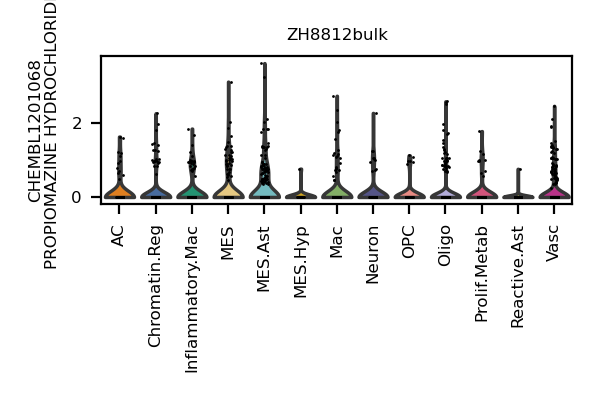 ZH8812bulk
CHEMBL1201068
PROPIOMAZINE HYDROCHLORID
2
0
AC
Chromatin.Reg
Inflammatory.Mac
MES
MES.Ast
MES.Hyp
Mac
Neuron
OPC
Oligo
Prolif.Metab
Reactive.Ast
Vasc